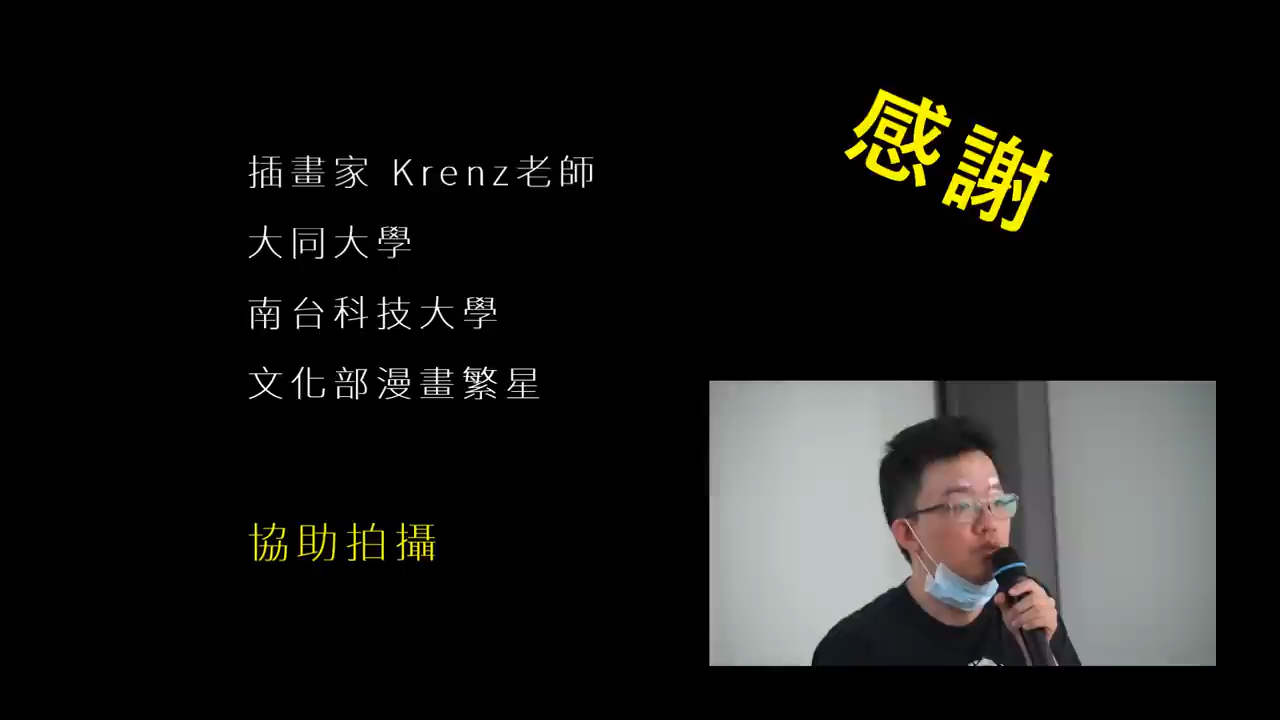 感謝
插畫家 Krenz老師
大同大學
南台科技大學
文化部漫畫繁星
協助拍攝